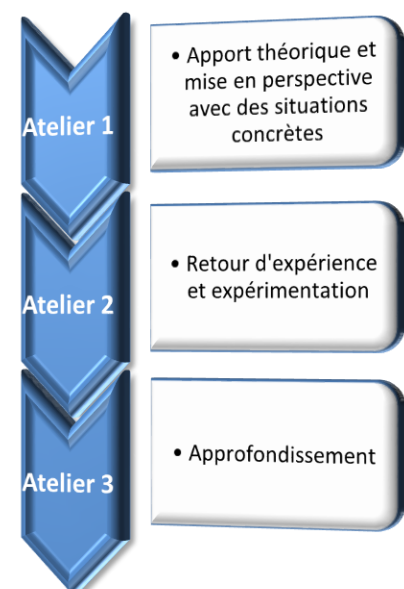 Atelier 1
• Apport théorique et
mise en perspective
avec des situations
concrètes
Atelier 2
• Retour d'expérience
et expérimentation
Atelier 3
• Approfondissement